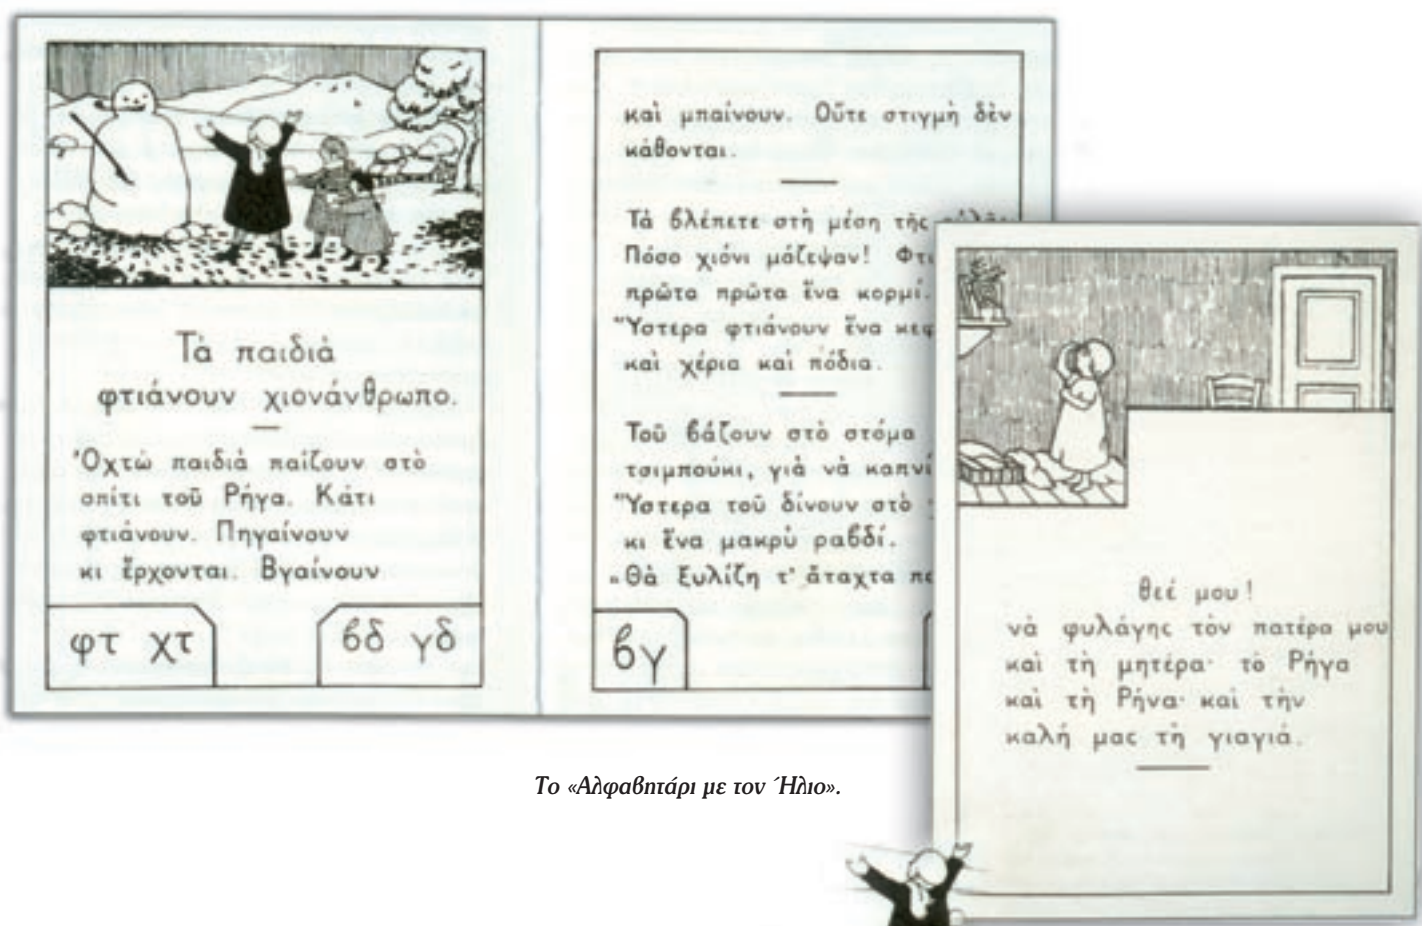 Τὰ παιδιὰ
φτιάνουν χιονάνθρωπο.
Ὀχτὼ παιδιὰ παίζουν στὸ
σπίτι τοῦ Ρήγα. Κάτι
φτιάνουν. Πηγαίνουν
κι ἔρχονται. Βγαίνουν
φτ χτ
βδ γδ
καὶ μπαίνουν. Οὔτε στιγμὴ δὲν
κάθονται.
Τὰ βλέπετε στὴ μέση τῆς
Πόσο χιόνι μάζεψαν!
πρῶτα πρῶτα ἕνα κορμί.
Ὕστερα φτιάνουν ἕνα
καὶ χέρια καὶ πόδια.
Τοῦ βάζουν στὸ στόμα
τσιμπούκι, γιὰ νὰ
Ὕστερα τοῦ δίνουν στὸ
κι ἕνα μακρὺ ραβδί.
«Θὰ ξυλίζη τ' ἄταχτα
βγ
θεέ μου!
νὰ φυλάγης τὸν πατέρα μου
καὶ τὴ μητέρα· τὸ Ρήγα
καὶ τὴ Ρήνα· καὶ τὴν
καλή μας τὴ γιαγιά.
Το «Αλφαβητάρι με τον Ήλιο».